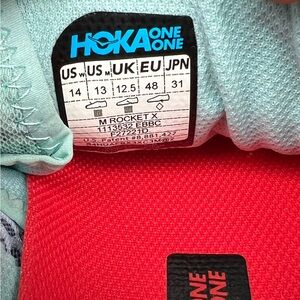 HOKA ONE ONE
US W US M UK EU JPN
14 13 12.5 48 31
M ROCKET X
1113532 EBBC
F27221D
ONE ONE